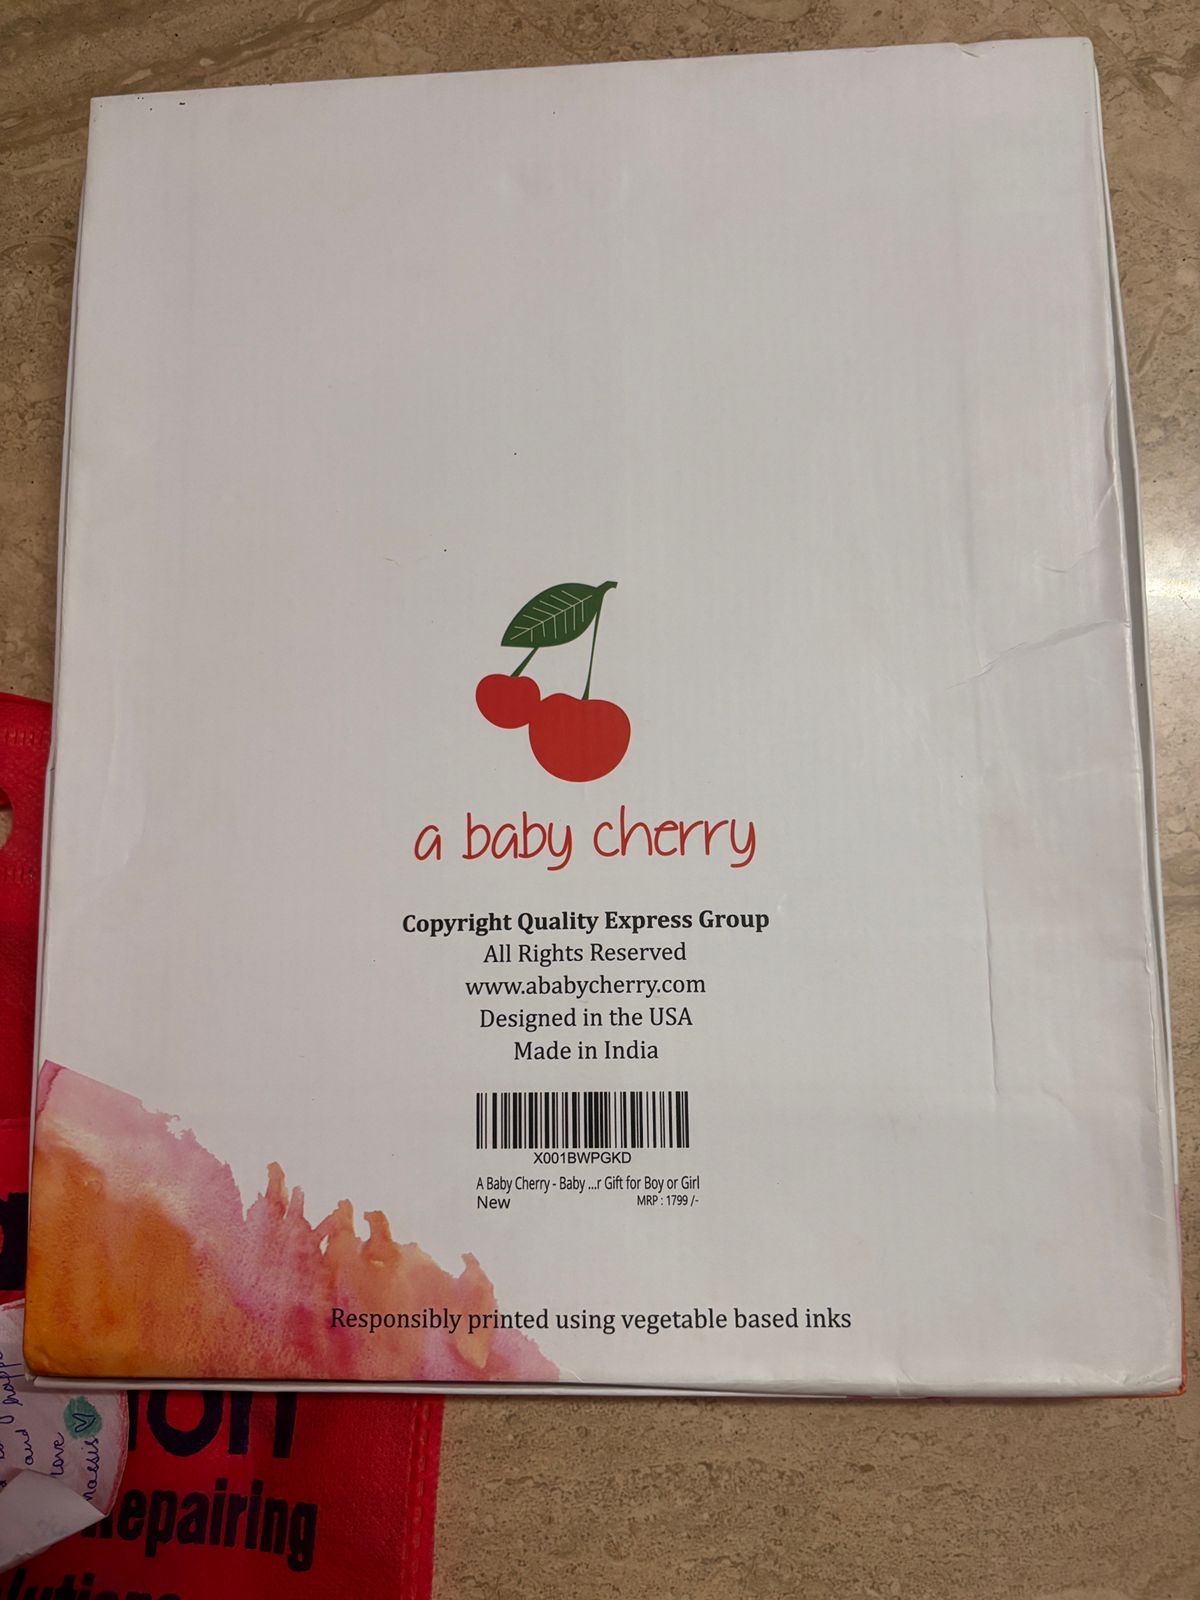 a baby cherry
Copyright Quality Express Group
All Rights Reserved
www.ababycherry.com
Designed in the USA
Made in India
X001BWPGKD
A Baby Cherry - Baby ...r Gift for Boy or Girl
New MRP : 1799 /-
Responsibly printed using vegetable based inks
and
love
epairing